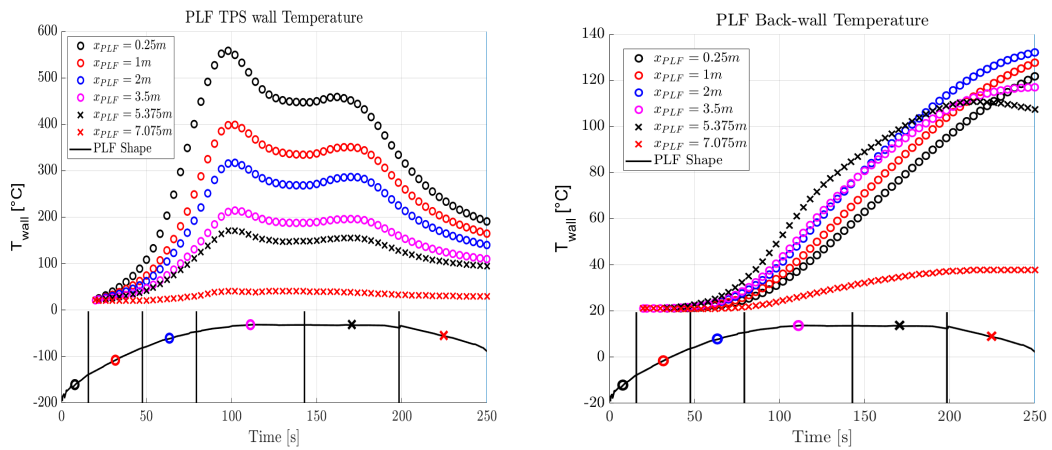 PLF TPS wall Temperature
600
500
400
300
200
100
0
-100
-200
T_wall [°C]
x_PLF = 0.25m
x_PLF = 1m
x_PLF = 2m
x_PLF = 3.5m
x_PLF = 5.375m
x_PLF = 7.075m
PLF Shape
0 50 100 150 200 250
Time [s]
PLF Back-wall Temperature
140
120
100
80
60
40
20
0
-20
T_wall [°C]
x_PLF = 0.25m
x_PLF = 1m
x_PLF = 2m
x_PLF = 3.5m
x_PLF = 5.375m
x_PLF = 7.075m
PLF Shape
0 50 100 150 200 250
Time [s]